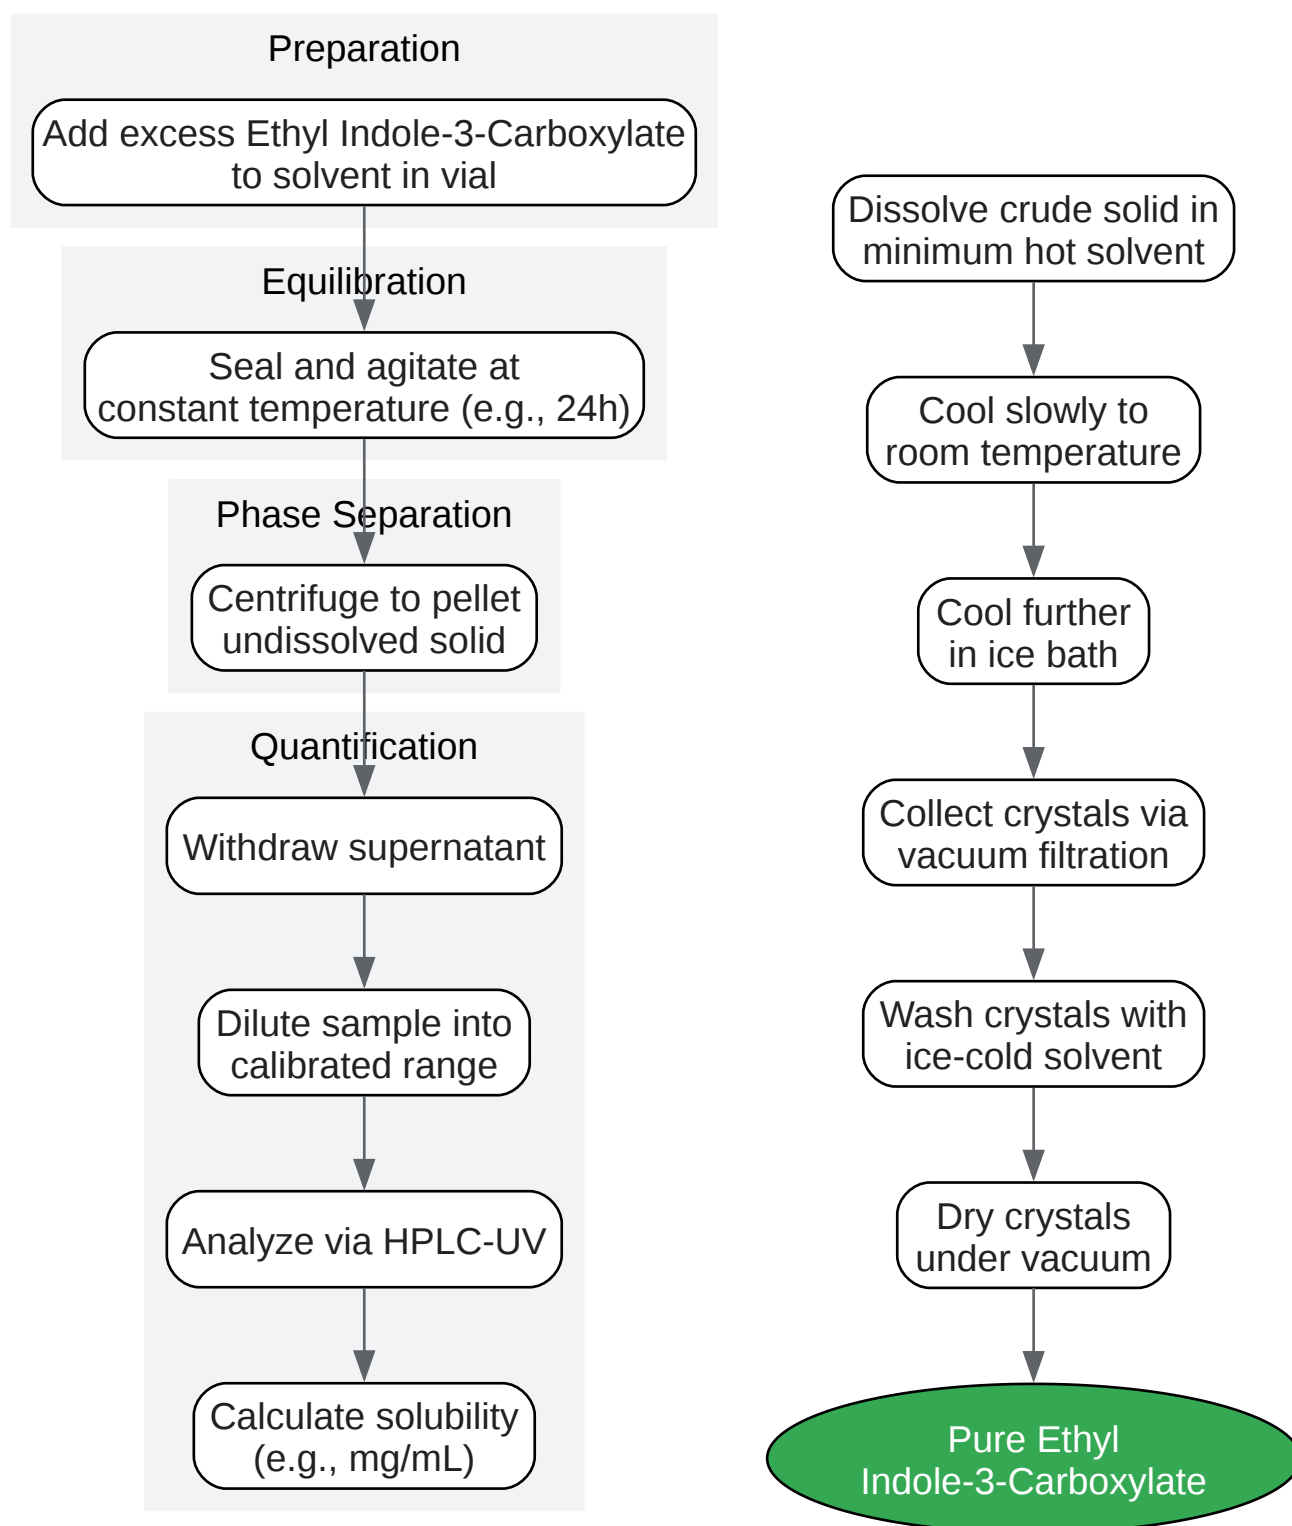 Preparation
Add excess Ethyl Indole-3-Carboxylate
to solvent in vial
Equilibration
Seal and agitate at
constant temperature (e.g., 24h)
Phase Separation
Centrifuge to pellet
undissolved solid
Quantification
Withdraw supernatant
Dilute sample into
calibrated range
Analyze via HPLC-UV
Calculate solubility
(e.g., mg/mL)
Dissolve crude solid in
minimum hot solvent
Cool slowly to
room temperature
Cool further
in ice bath
Collect crystals via
vacuum filtration
Wash crystals with
ice-cold solvent
Dry crystals
under vacuum
Pure Ethyl
Indole-3-Carboxylate